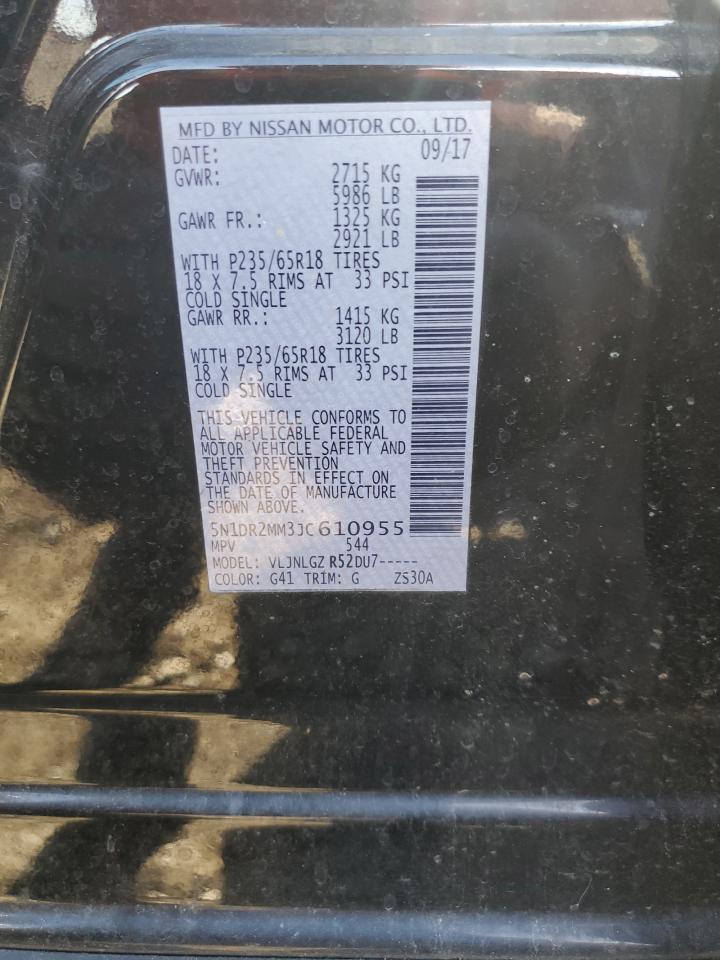 MFD BY NISSAN MOTOR CO., LTD.
DATE: 09/17
GVWR: 2715 KG
5986 LB
GAWR FR.: 1325 KG
2921 LB
WITH P235/65R18 TIRES
18 X 7.5 RIMS AT 33 PSI
COLD SINGLE
GAWR RR.: 1415 KG
3120 LB
WITH P235/65R18 TIRES
18 X 7.5 RIMS AT 33 PSI
COLD SINGLE
THIS VEHICLE CONFORMS TO
ALL APPLICABLE FEDERAL
MOTOR VEHICLE SAFETY AND
THEFT PREVENTION
STANDARDS IN EFFECT ON
THE DATE OF MANUFACTURE
SHOWN ABOVE.
5N1DR2MM3JC610955
MPV 544
MODEL: VLJNLGZ R52DU7-----
COLOR: G41 TRIM: G ZS30A